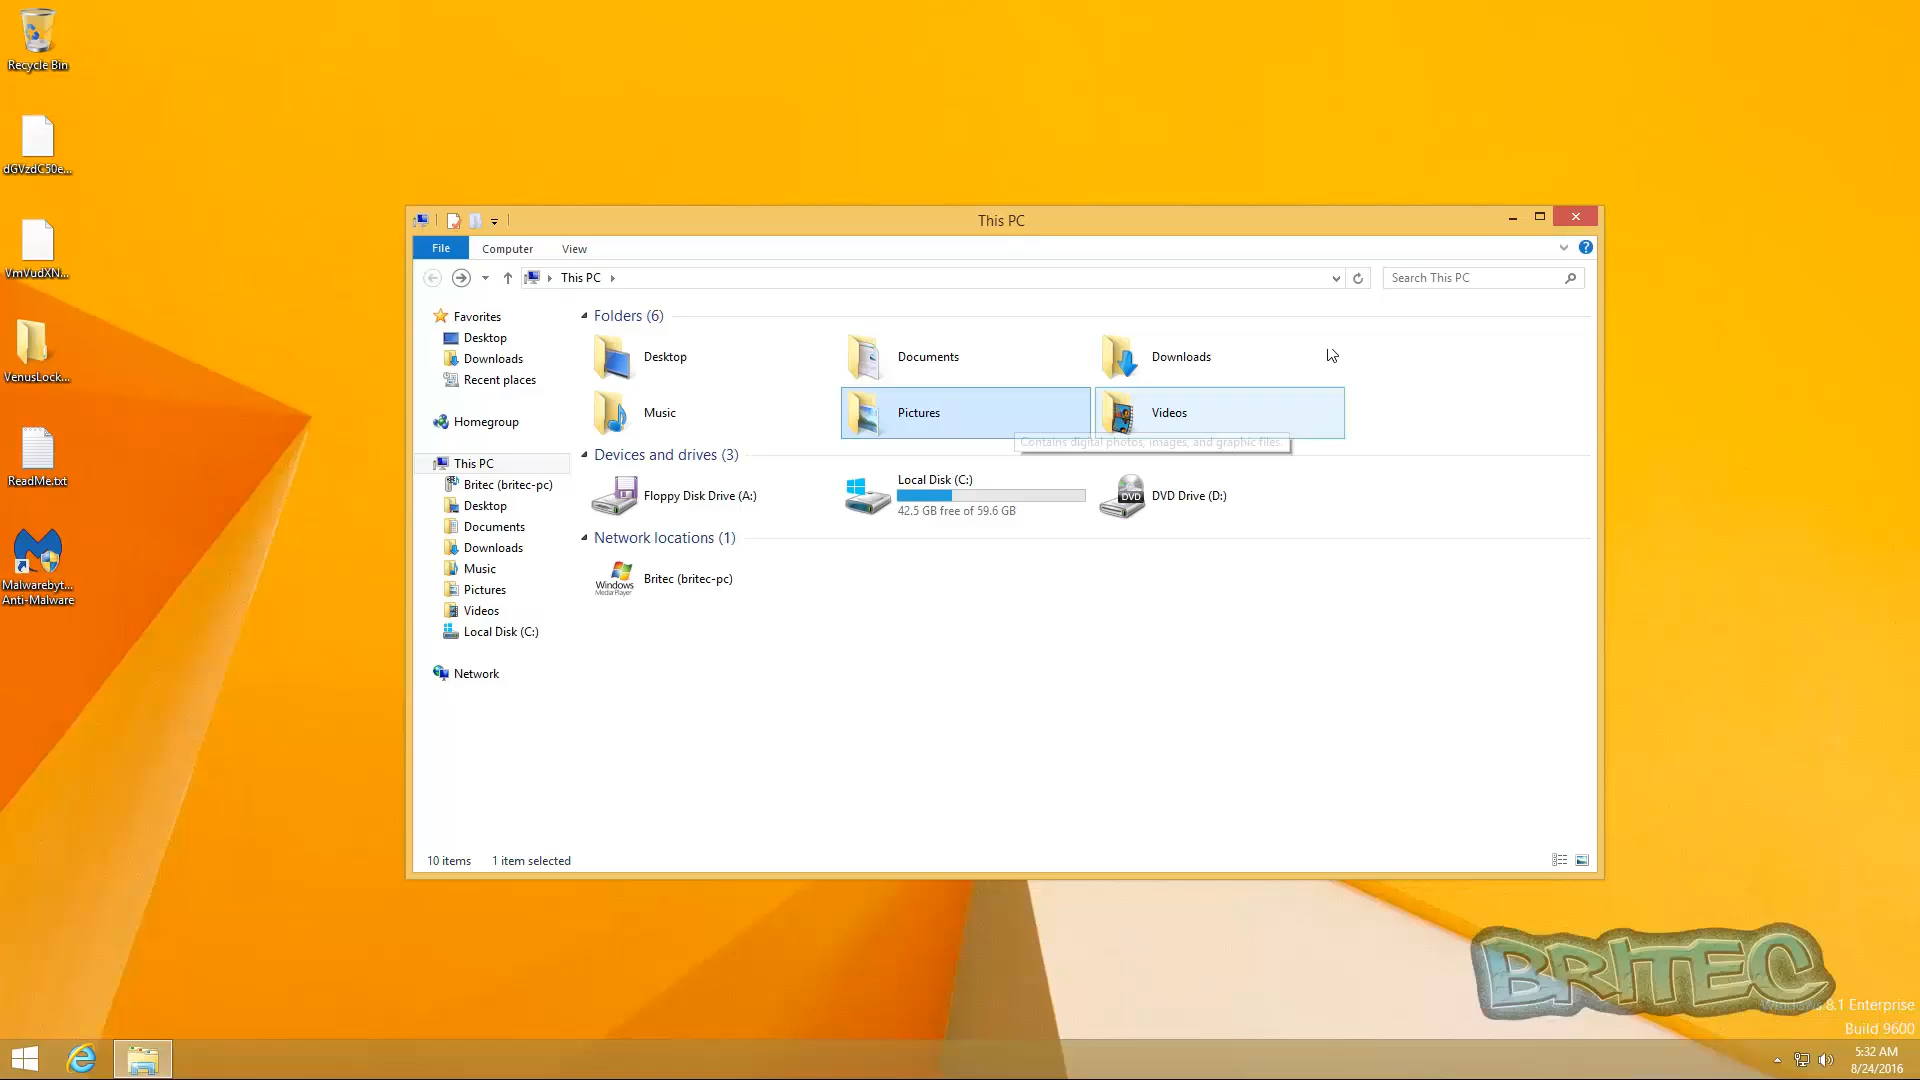 Recycle Bin
dGVzdC50e...
VmVudXN...
VenusLock...
ReadMe.txt
Malwarebyt...
Anti-Malware
This PC
File
Computer
View
This PC
Search This PC
Favorites
Desktop
Downloads
Recent places
Homegroup
This PC
Britec (britec-pc)
Desktop
Documents
Downloads
Music
Pictures
Videos
Local Disk (C:)
Network
Folders (6)
Desktop
Documents
Downloads
Music
Pictures
Videos
Contains digital photos, images, and graphic files.
Devices and drives (3)
Floppy Disk Drive (A:)
Local Disk (C:)
42.5 GB free of 59.6 GB
DVD
DVD Drive (D:)
Network locations (1)
Windows
Media Player
Britec (britec-pc)
10 items
1 item selected
BRITEC
Windows 8.1 Enterprise
Build 9600
5:32 AM
8/24/2016